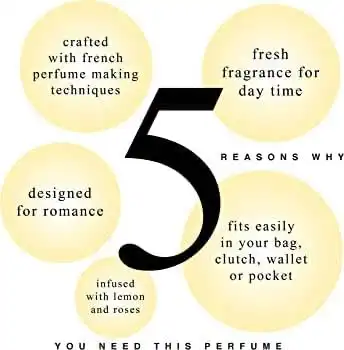 crafted
with french
perfume making
techniques
fresh
fragrance for
day time
5
REASONS WHY
designed
for romance
fits easily
in your bag,
clutch, wallet
or pocket
infused
with lemon
and roses
YOU NEED THIS PERFUME